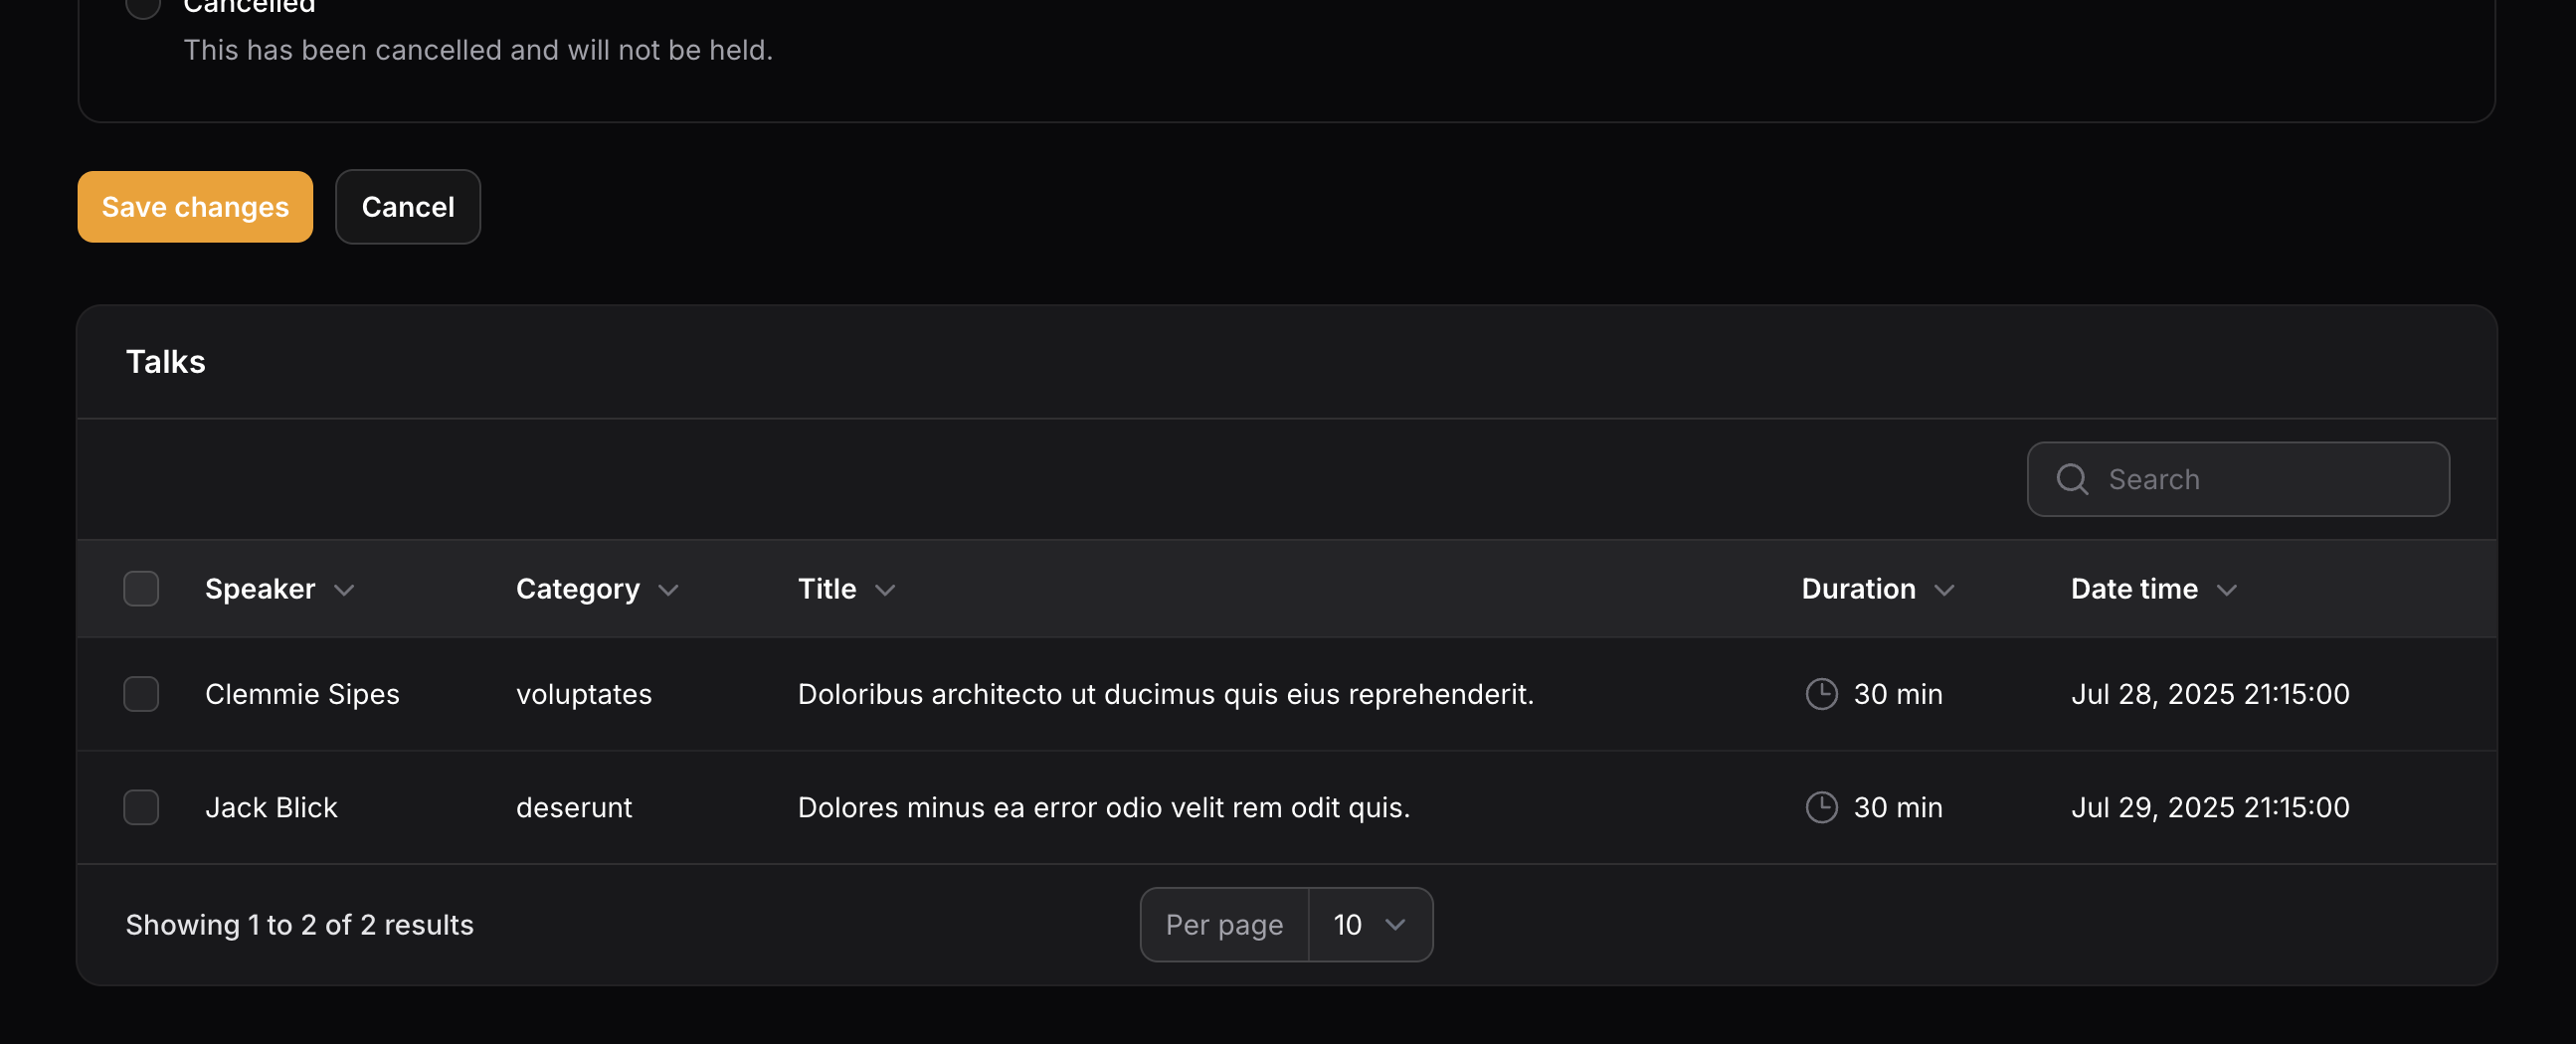 Cancelled
This has been cancelled and will not be held.
Save changes Cancel
Talks
Search
Speaker Category Title Duration Date time
Clemmie Sipes voluptates Doloribus architecto ut ducimus quis eius reprehenderit. 30 min Jul 28, 2025 21:15:00
Jack Blick deserunt Dolores minus ea error odio velit rem odit quis. 30 min Jul 29, 2025 21:15:00
Showing 1 to 2 of 2 results Per page 10